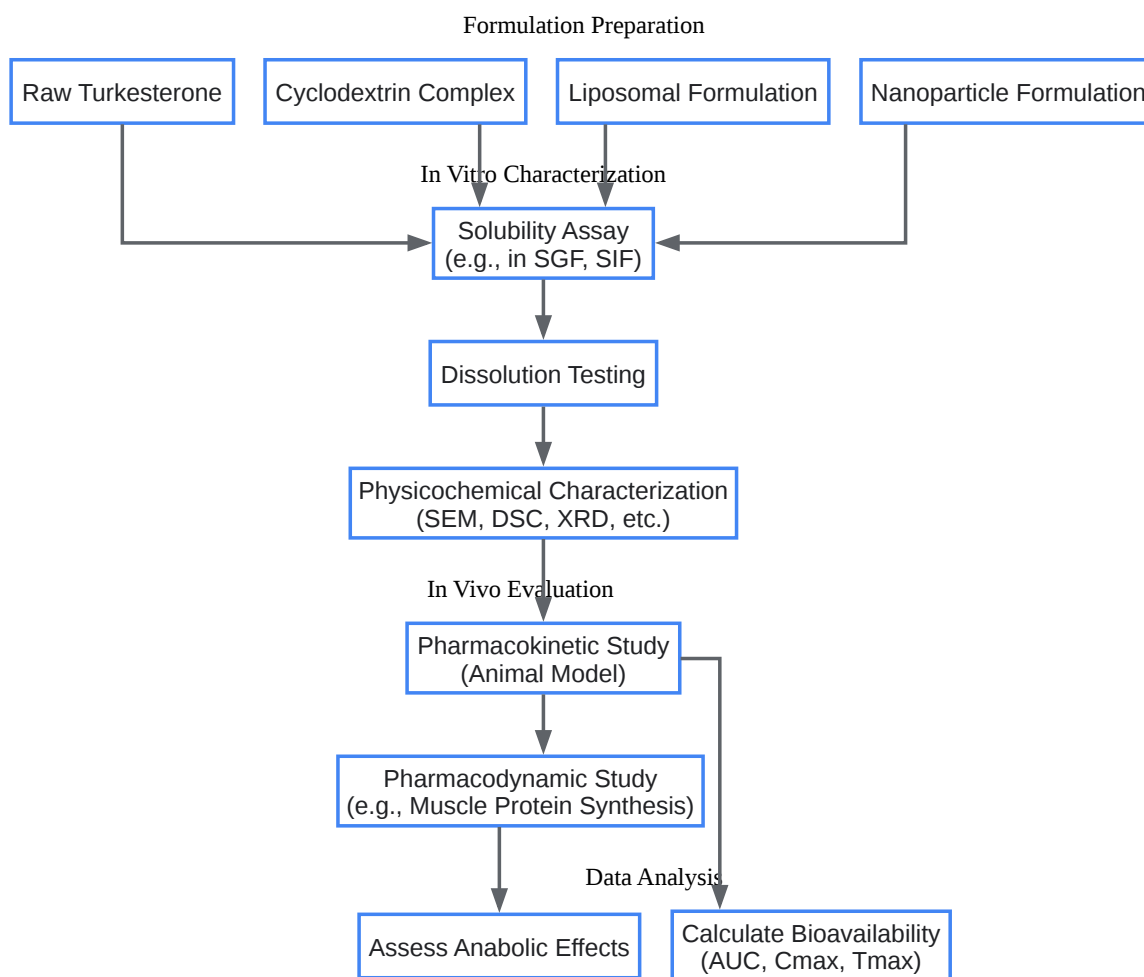 Formulation Preparation
Raw Turkesterone
Cyclodextrin Complex
Liposomal Formulation
Nanoparticle Formulation
In Vitro Characterization
Solubility Assay
(e.g., in SGF, SIF)
Dissolution Testing
Physicochemical Characterization
(SEM, DSC, XRD, etc.)
In Vivo Evaluation
Pharmacokinetic Study
(Animal Model)
Pharmacodynamic Study
(e.g., Muscle Protein Synthesis)
Data Analysis
Assess Anabolic Effects
Calculate Bioavailability
(AUC, Cmax, Tmax)